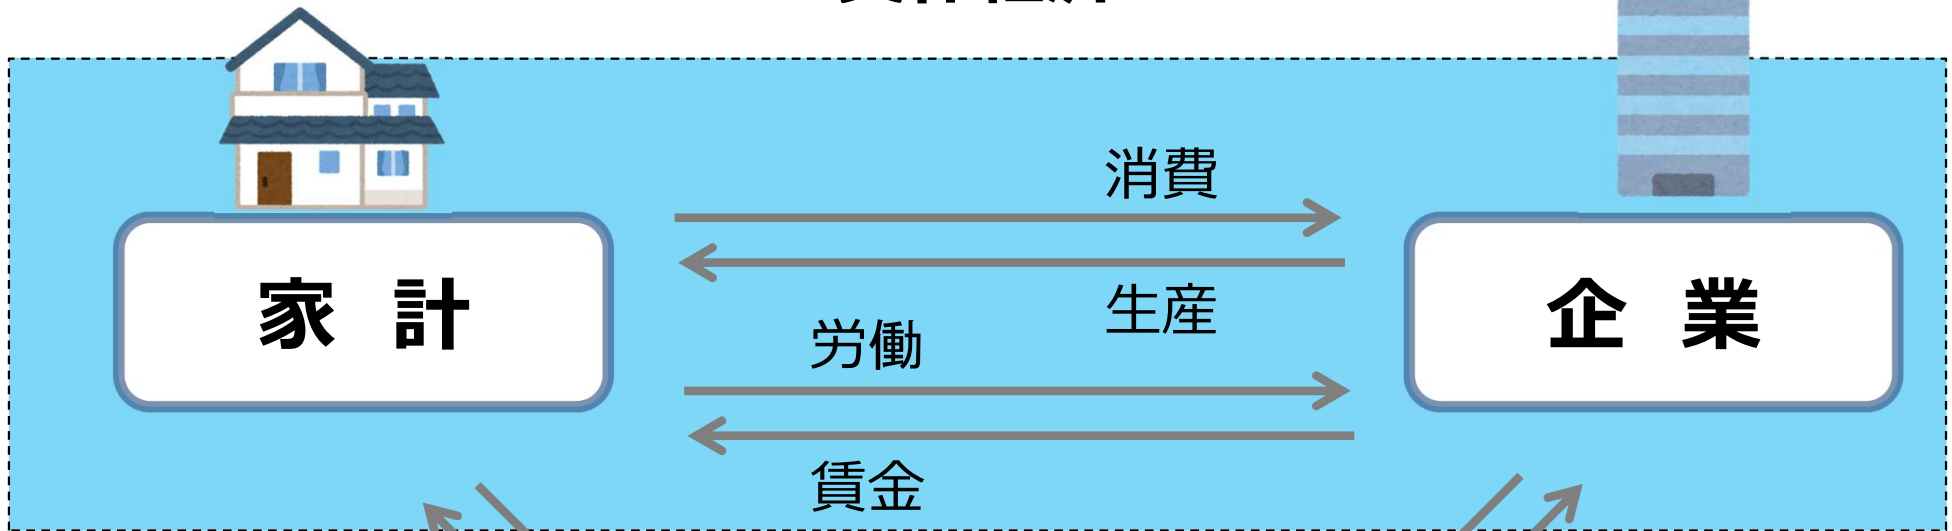 消費
家 計
企 業
生産
労働
賃金